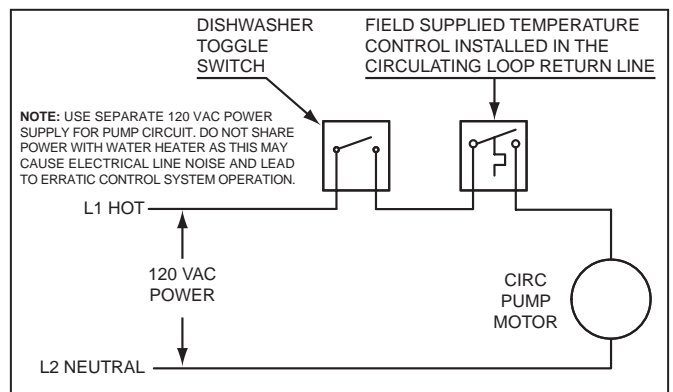 DISHWASHER
TOGGLE
SWITCH
FIELD SUPPLIED TEMPERATURE
CONTROL INSTALLED IN THE
CIRCULATING LOOP RETURN LINE
NOTE: USE SEPARATE 120 VAC POWER
SUPPLY FOR PUMP CIRCUIT. DO NOT SHARE
POWER WITH WATER HEATER AS THIS MAY
CAUSE ELECTRICAL LINE NOISE AND LEAD
TO ERRATIC CONTROL SYSTEM OPERATION.
L1 HOT
120 VAC
POWER
CIRC
PUMP
MOTOR
L2 NEUTRAL